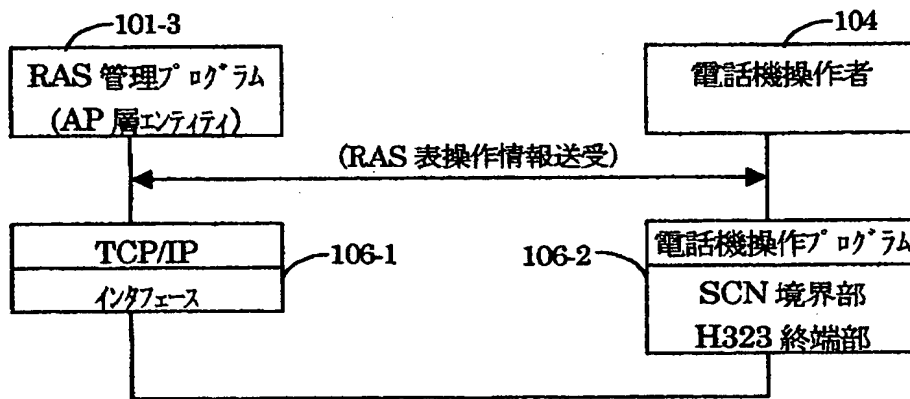 101-3
104
RAS 管理プログラム
(AP 層エンティティ)
電話機操作者
(RAS 表操作情報送受)
TCP/IP
インタフェース
106-1
106-2
電話機操作プログラム
SCN 境界部
H323 終端部